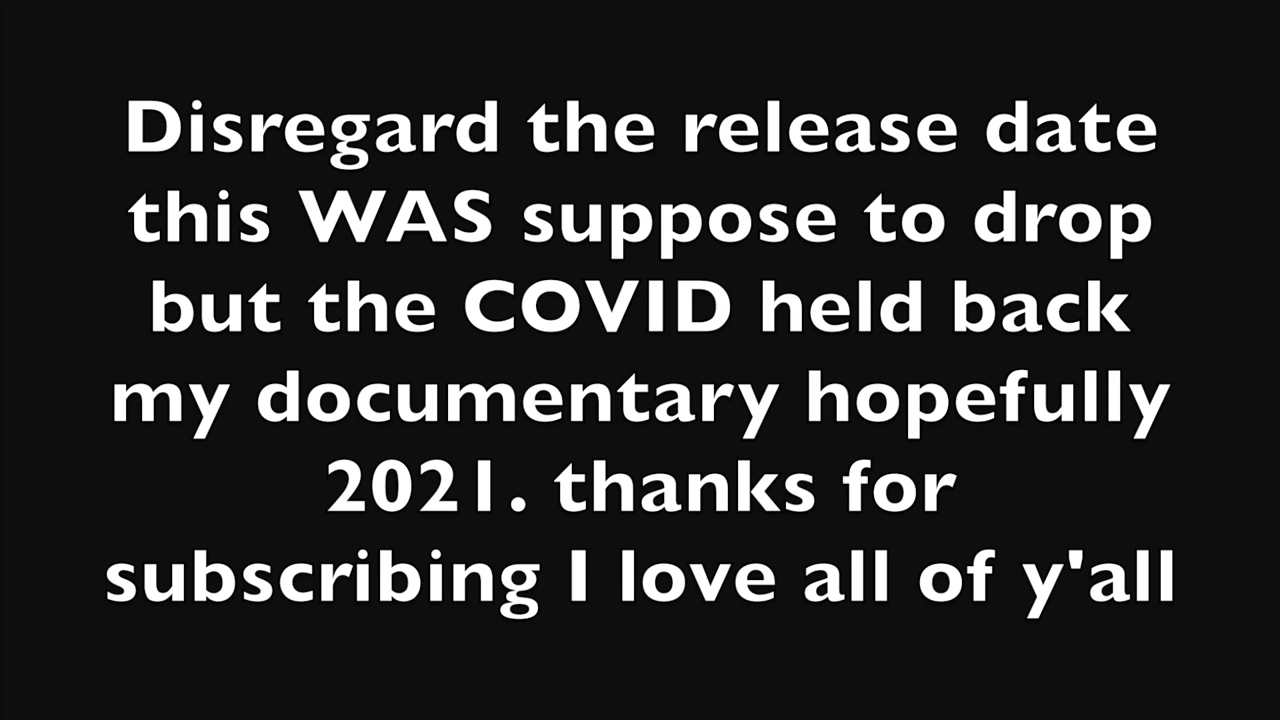 Disregard the release date
this WAS suppose to drop
but the COVID held back
my documentary hopefully
2021. thanks for
subscribing I love all of y'all